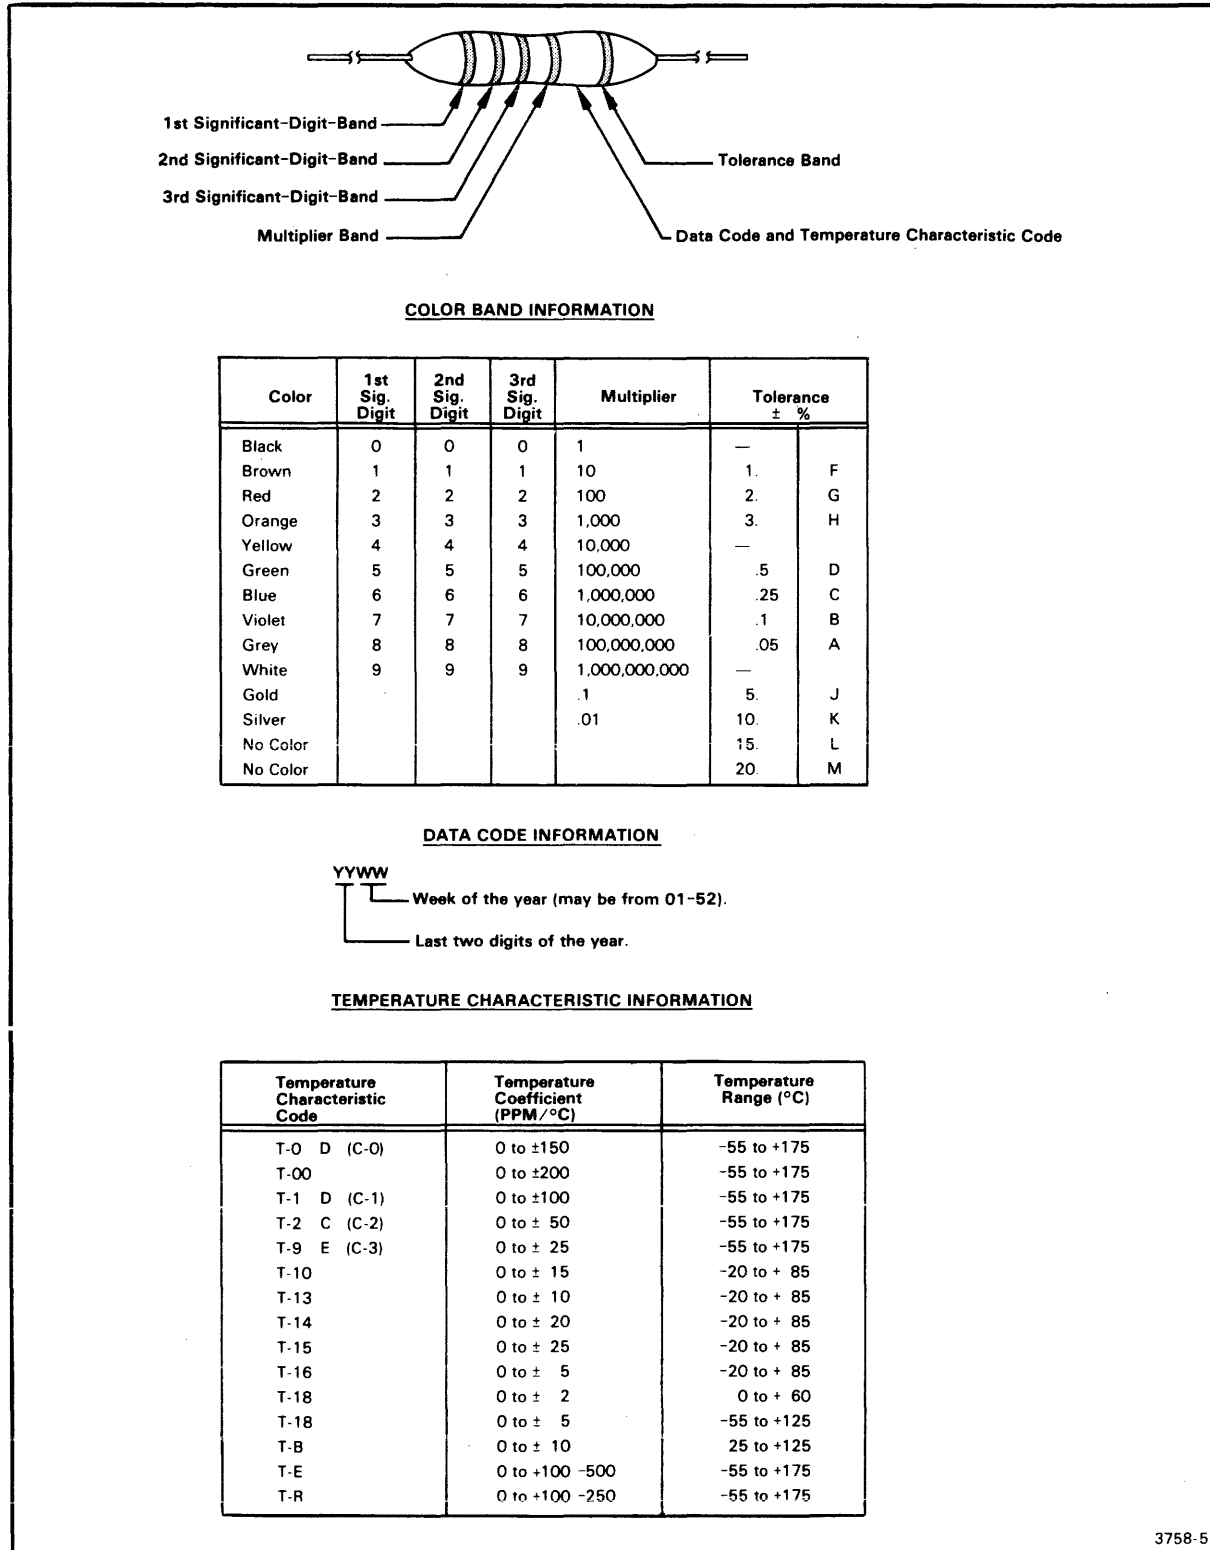 1st Significant-Digit-Band
2nd Significant-Digit-Band
3rd Significant-Digit-Band
Multiplier Band
Tolerance Band
Data Code and Temperature Characteristic Code
COLOR BAND INFORMATION
Color 1st Sig. Digit 2nd Sig. Digit 3rd Sig. Digit Multiplier Tolerance ± %
Black 0 0 0 1 —
Brown 1 1 1 10 1. F
Red 2 2 2 100 2. G
Orange 3 3 3 1,000 3. H
Yellow 4 4 4 10,000 —
Green 5 5 5 100,000 .5 D
Blue 6 6 6 1,000,000 .25 C
Violet 7 7 7 10,000,000 .1 B
Grey 8 8 8 100,000,000 .05 A
White 9 9 9 1,000,000,000 —
Gold .1 5. J
Silver .01 10. K
No Color 15. L
No Color 20. M
DATA CODE INFORMATION
YYWW
Week of the year (may be from 01-52).
Last two digits of the year.
TEMPERATURE CHARACTERISTIC INFORMATION
Temperature Characteristic Code Temperature Coefficient (PPM/°C) Temperature Range (°C)
T-0 D (C-0) 0 to ±150 -55 to +175
T-00 0 to ±200 -55 to +175
T-1 D (C-1) 0 to ±100 -55 to +175
T-2 C (C-2) 0 to ± 50 -55 to +175
T-9 E (C-3) 0 to ± 25 -55 to +175
T-10 0 to ± 15 -20 to + 85
T-13 0 to ± 10 -20 to + 85
T-14 0 to ± 20 -20 to + 85
T-15 0 to ± 25 -20 to + 85
T-16 0 to ± 5 -20 to + 85
T-18 0 to ± 2 0 to + 60
T-18 0 to ± 5 -55 to +125
T-B 0 to ± 10 25 to +125
T-E 0 to +100 -500 -55 to +175
T-R 0 to +100 -250 -55 to +175
3758-5